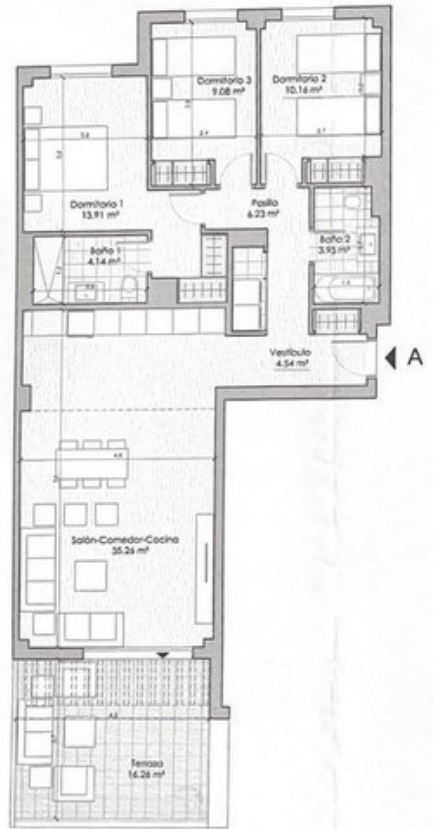 Dormitorio 3
9.08 m²
Dormitorio 2
10.16 m²
Dormitorio 1
13.91 m²
Pasillo
6.23 m²
Baño 1
4.14 m²
Baño 2
3.95 m²
Vestíbulo
4.54 m²
A
Salón-Comedor-Cocina
35.26 m²
Terraza
16.26 m²